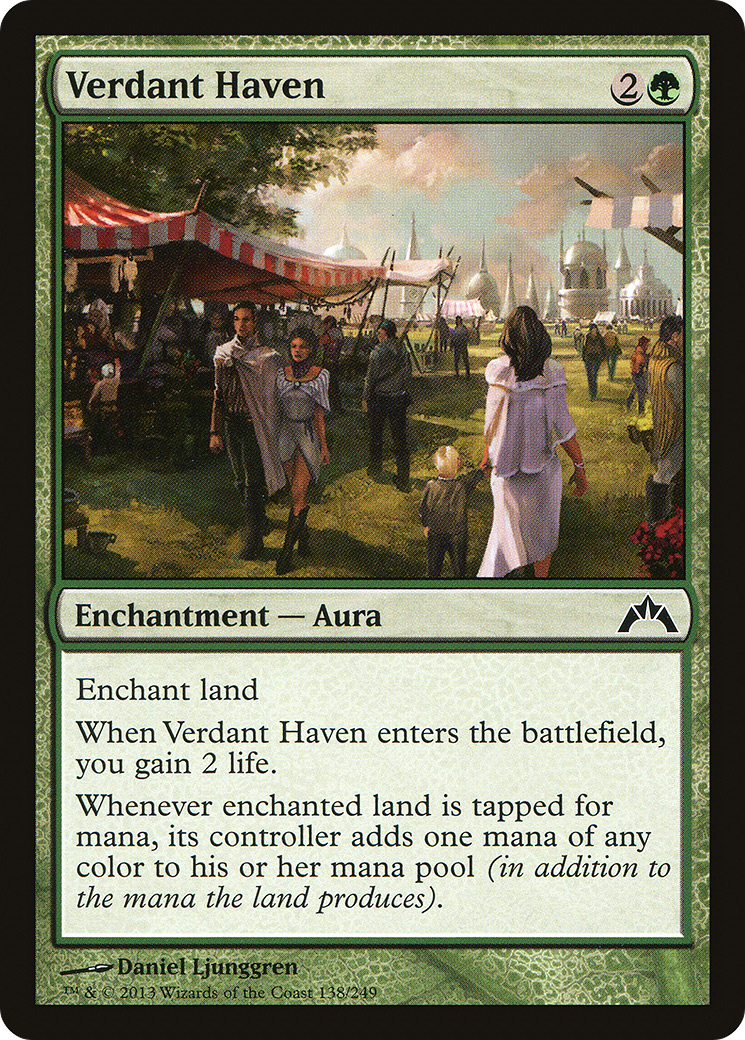 Verdant Haven 2
Enchantment — Aura
Enchant land
When Verdant Haven enters the battlefield,
you gain 2 life.
Whenever enchanted land is tapped for
mana, its controller adds one mana of any
color to his or her mana pool (in addition to
the mana the land produces).
Daniel Ljunggren
™ & © 2013 Wizards of the Coast 138/249